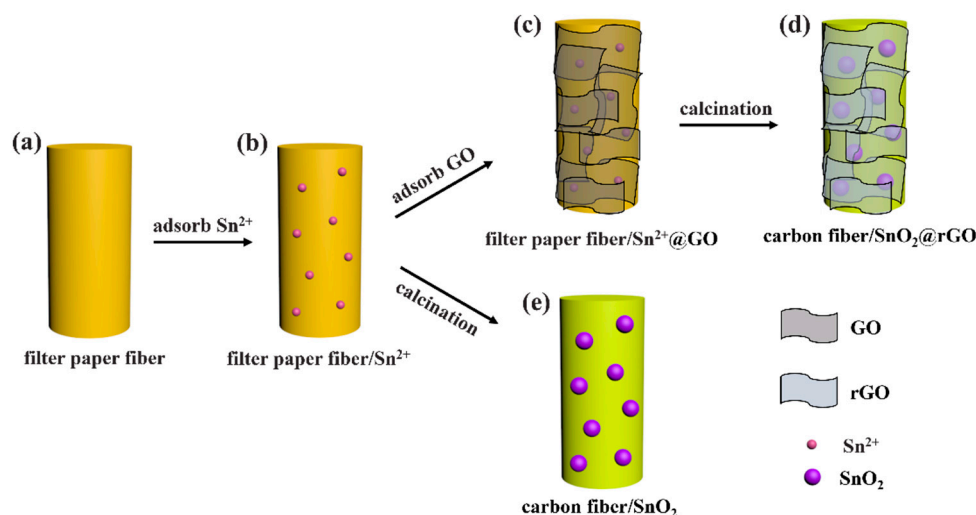 (a)
filter paper fiber
adsorb Sn²⁺
(b)
filter paper fiber/Sn²⁺
adsorb GO
calcination
(c)
filter paper fiber/Sn²⁺@GO
calcination
(d)
carbon fiber/SnO₂@rGO
(e)
carbon fiber/SnO₂
GO
rGO
Sn²⁺
SnO₂